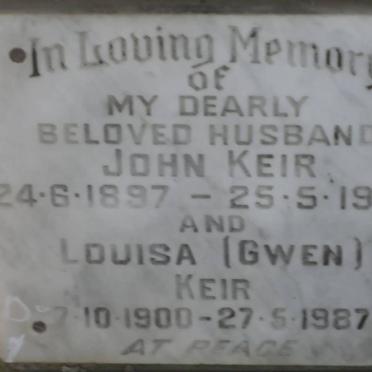 In Loving Memory
of
MY DEARLY
BELOVED HUSBAND
JOHN KEIR
24·6·1897 – 25·5·19
AND
LOUISA (GWEN)
KEIR
7·10·1900 – 27·5·1987
AT PEACE